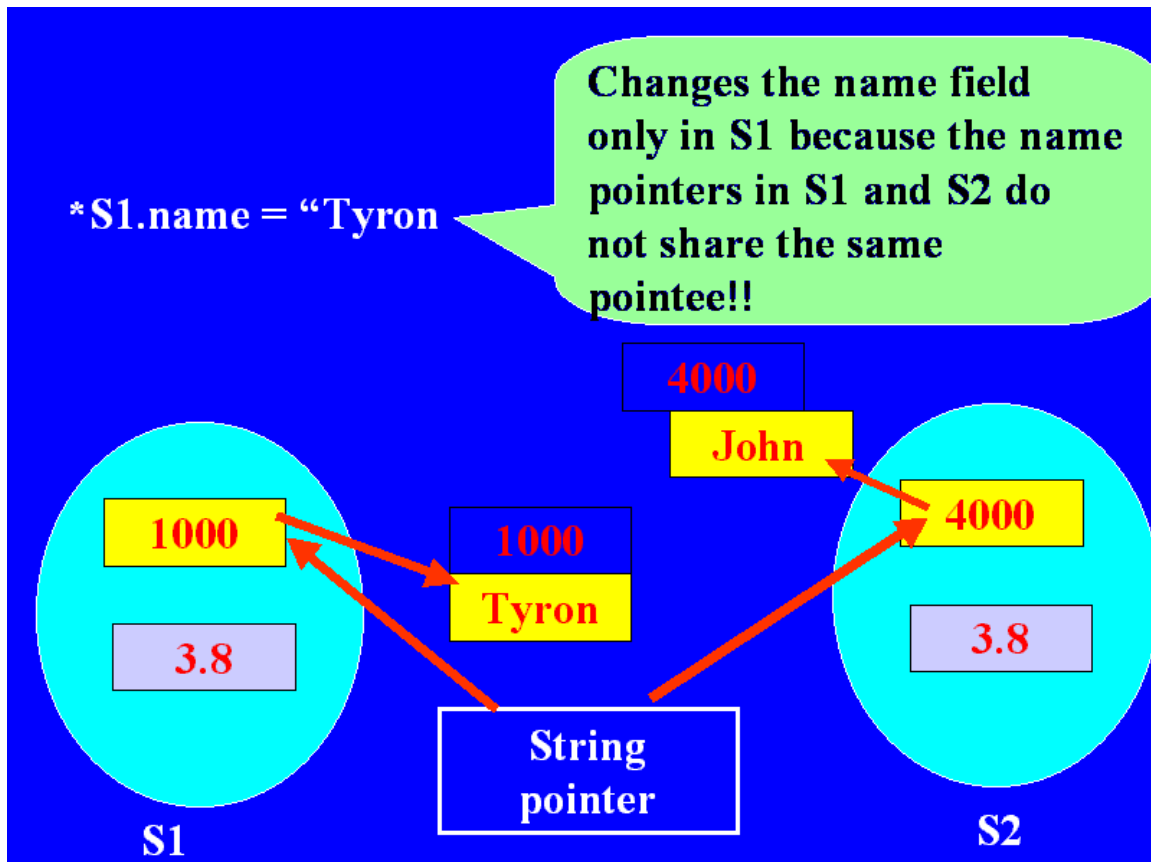 Changes the name field
only in S1 because the name
pointers in S1 and S2 do
not share the same
pointee!!
*S1.name = “Tyron
4000
John
1000
4000
1000
Tyron
3.8
3.8
String
pointer
S1
S2